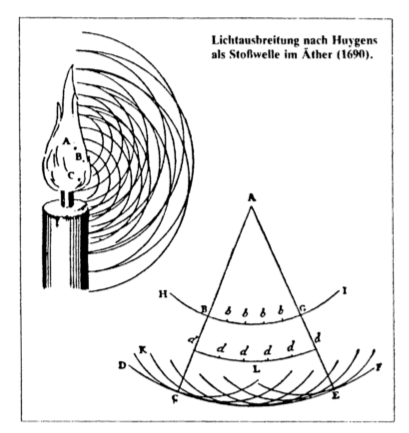 Lichtausbreitung nach Huygens
als Stoßwelle im Äther (1690).
A
B
C
A
H
I
B b b b b G
d d d d d d
K
L
D
F
C
E